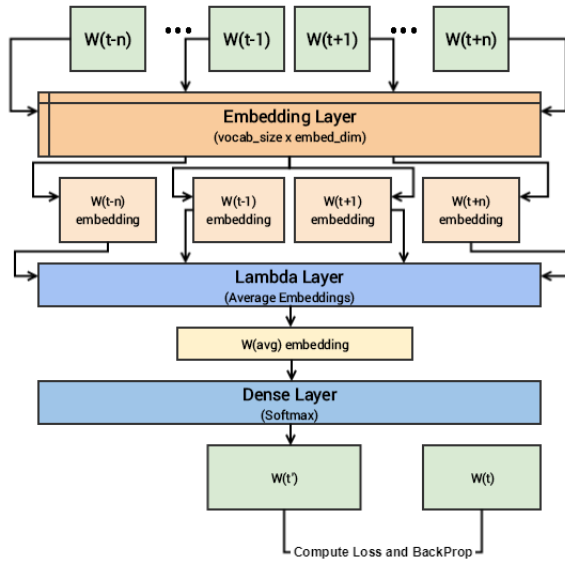 W(t-n) ••• W(t-1) W(t+1) ••• W(t+n)
Embedding Layer
(vocab_size x embed_dim)
W(t-n) W(t-1) W(t+1) W(t+n)
embedding embedding embedding embedding
Lambda Layer
(Average Embeddings)
W(avg) embedding
Dense Layer
(Softmax)
W(t') W(t)
Compute Loss and BackProp